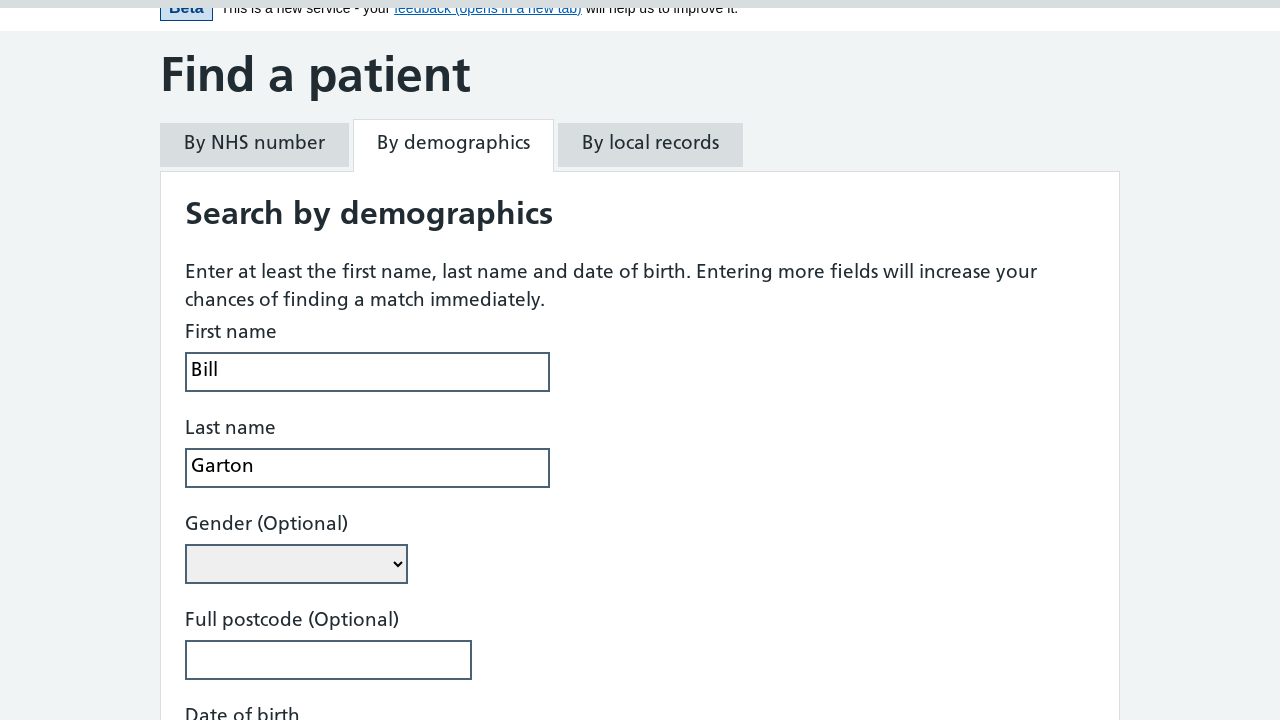 Beta This is a new service - your feedback (opens in a new tab) will help us to improve it.
Find a patient
By NHS number By demographics By local records
Search by demographics
Enter at least the first name, last name and date of birth. Entering more fields will increase your
chances of finding a match immediately.
First name
Bill
Last name
Garton
Gender (Optional)
Full postcode (Optional)
Date of birth